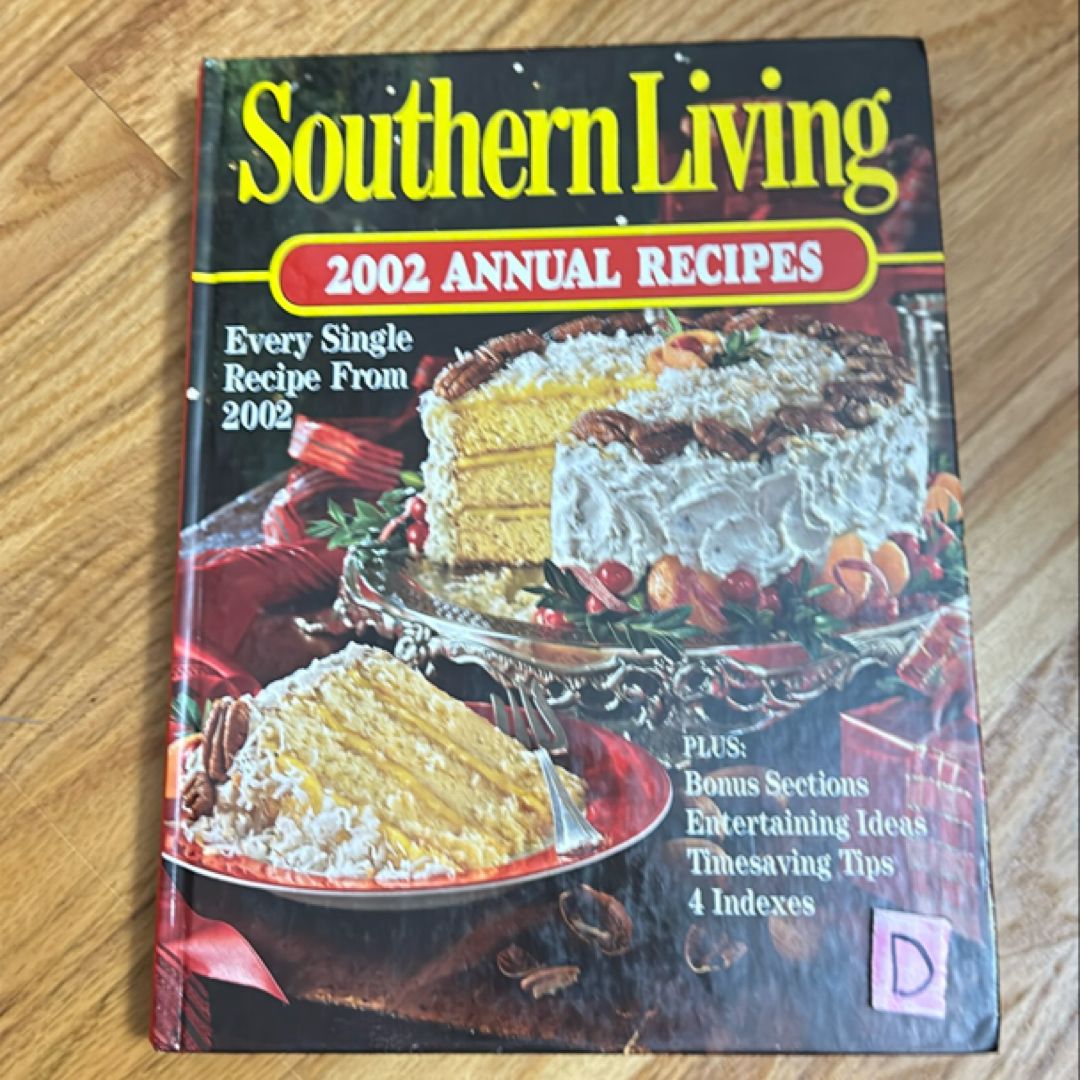 Southern Living
2002 ANNUAL RECIPES
Every Single
Recipe From
2002
PLUS:
Bonus Sections
Entertaining Ideas
Timesaving Tips
4 Indexes
D